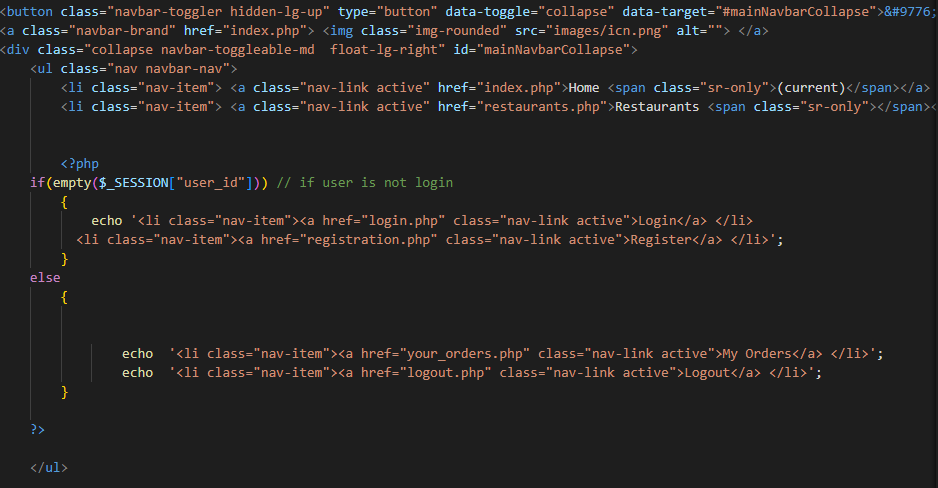 <button class="navbar-toggler hidden-lg-up" type="button" data-toggle="collapse" data-target="#mainNavbarCollapse">&#9776;
<a class="navbar-brand" href="index.php"> <img class="img-rounded" src="images/icn.png" alt=""> </a>
<div class="collapse navbar-toggleable-md  float-lg-right" id="mainNavbarCollapse">
<ul class="nav navbar-nav">
<li class="nav-item"> <a class="nav-link active" href="index.php">Home <span class="sr-only">(current)</span></a>
<li class="nav-item"> <a class="nav-link active" href="restaurants.php">Restaurants <span class="sr-only"></span><
<?php
if(empty($_SESSION["user_id"])) // if user is not login
{
echo '<li class="nav-item"><a href="login.php" class="nav-link active">Login</a> </li>
<li class="nav-item"><a href="registration.php" class="nav-link active">Register</a> </li>';
}
else
{
echo  '<li class="nav-item"><a href="your_orders.php" class="nav-link active">My Orders</a> </li>';
echo  '<li class="nav-item"><a href="logout.php" class="nav-link active">Logout</a> </li>';
}
?>
</ul>